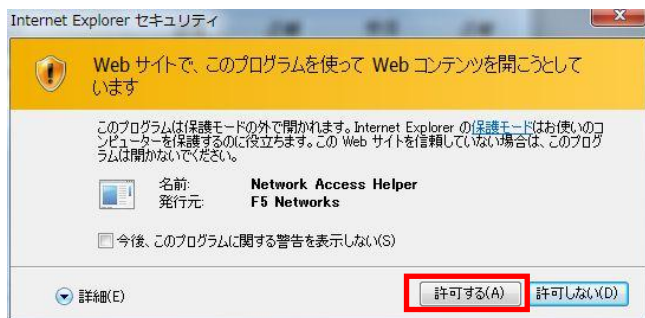 Internet Explorer セキュリティ
Web サイトで、このプログラムを使って Web コンテンツを開こうとして
います
このプログラムは保護モードの外で開かれます。Internet Explorer の保護モードはお使いのコ
ンピューターを保護するのに役立ちます。この Web サイトを信頼していない場合は、このプログ
ラムは開かないでください。
名前: Network Access Helper
発行元: F5 Networks
今後、このプログラムに関する警告を表示しない(S)
詳細(E) 許可する(A) 許可しない(D)